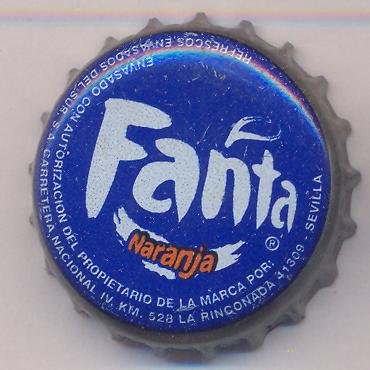 Fanta
®
Naranja
ENVASADO CON AUTORIZACION DEL PROPIETARIO DE LA MARCA POR:
REFRESCOS ENVASADOS DEL SUR, S.A. CARRETERA NACIONAL IV, KM. 528 LA RINCONADA 41309 - SEVILLA